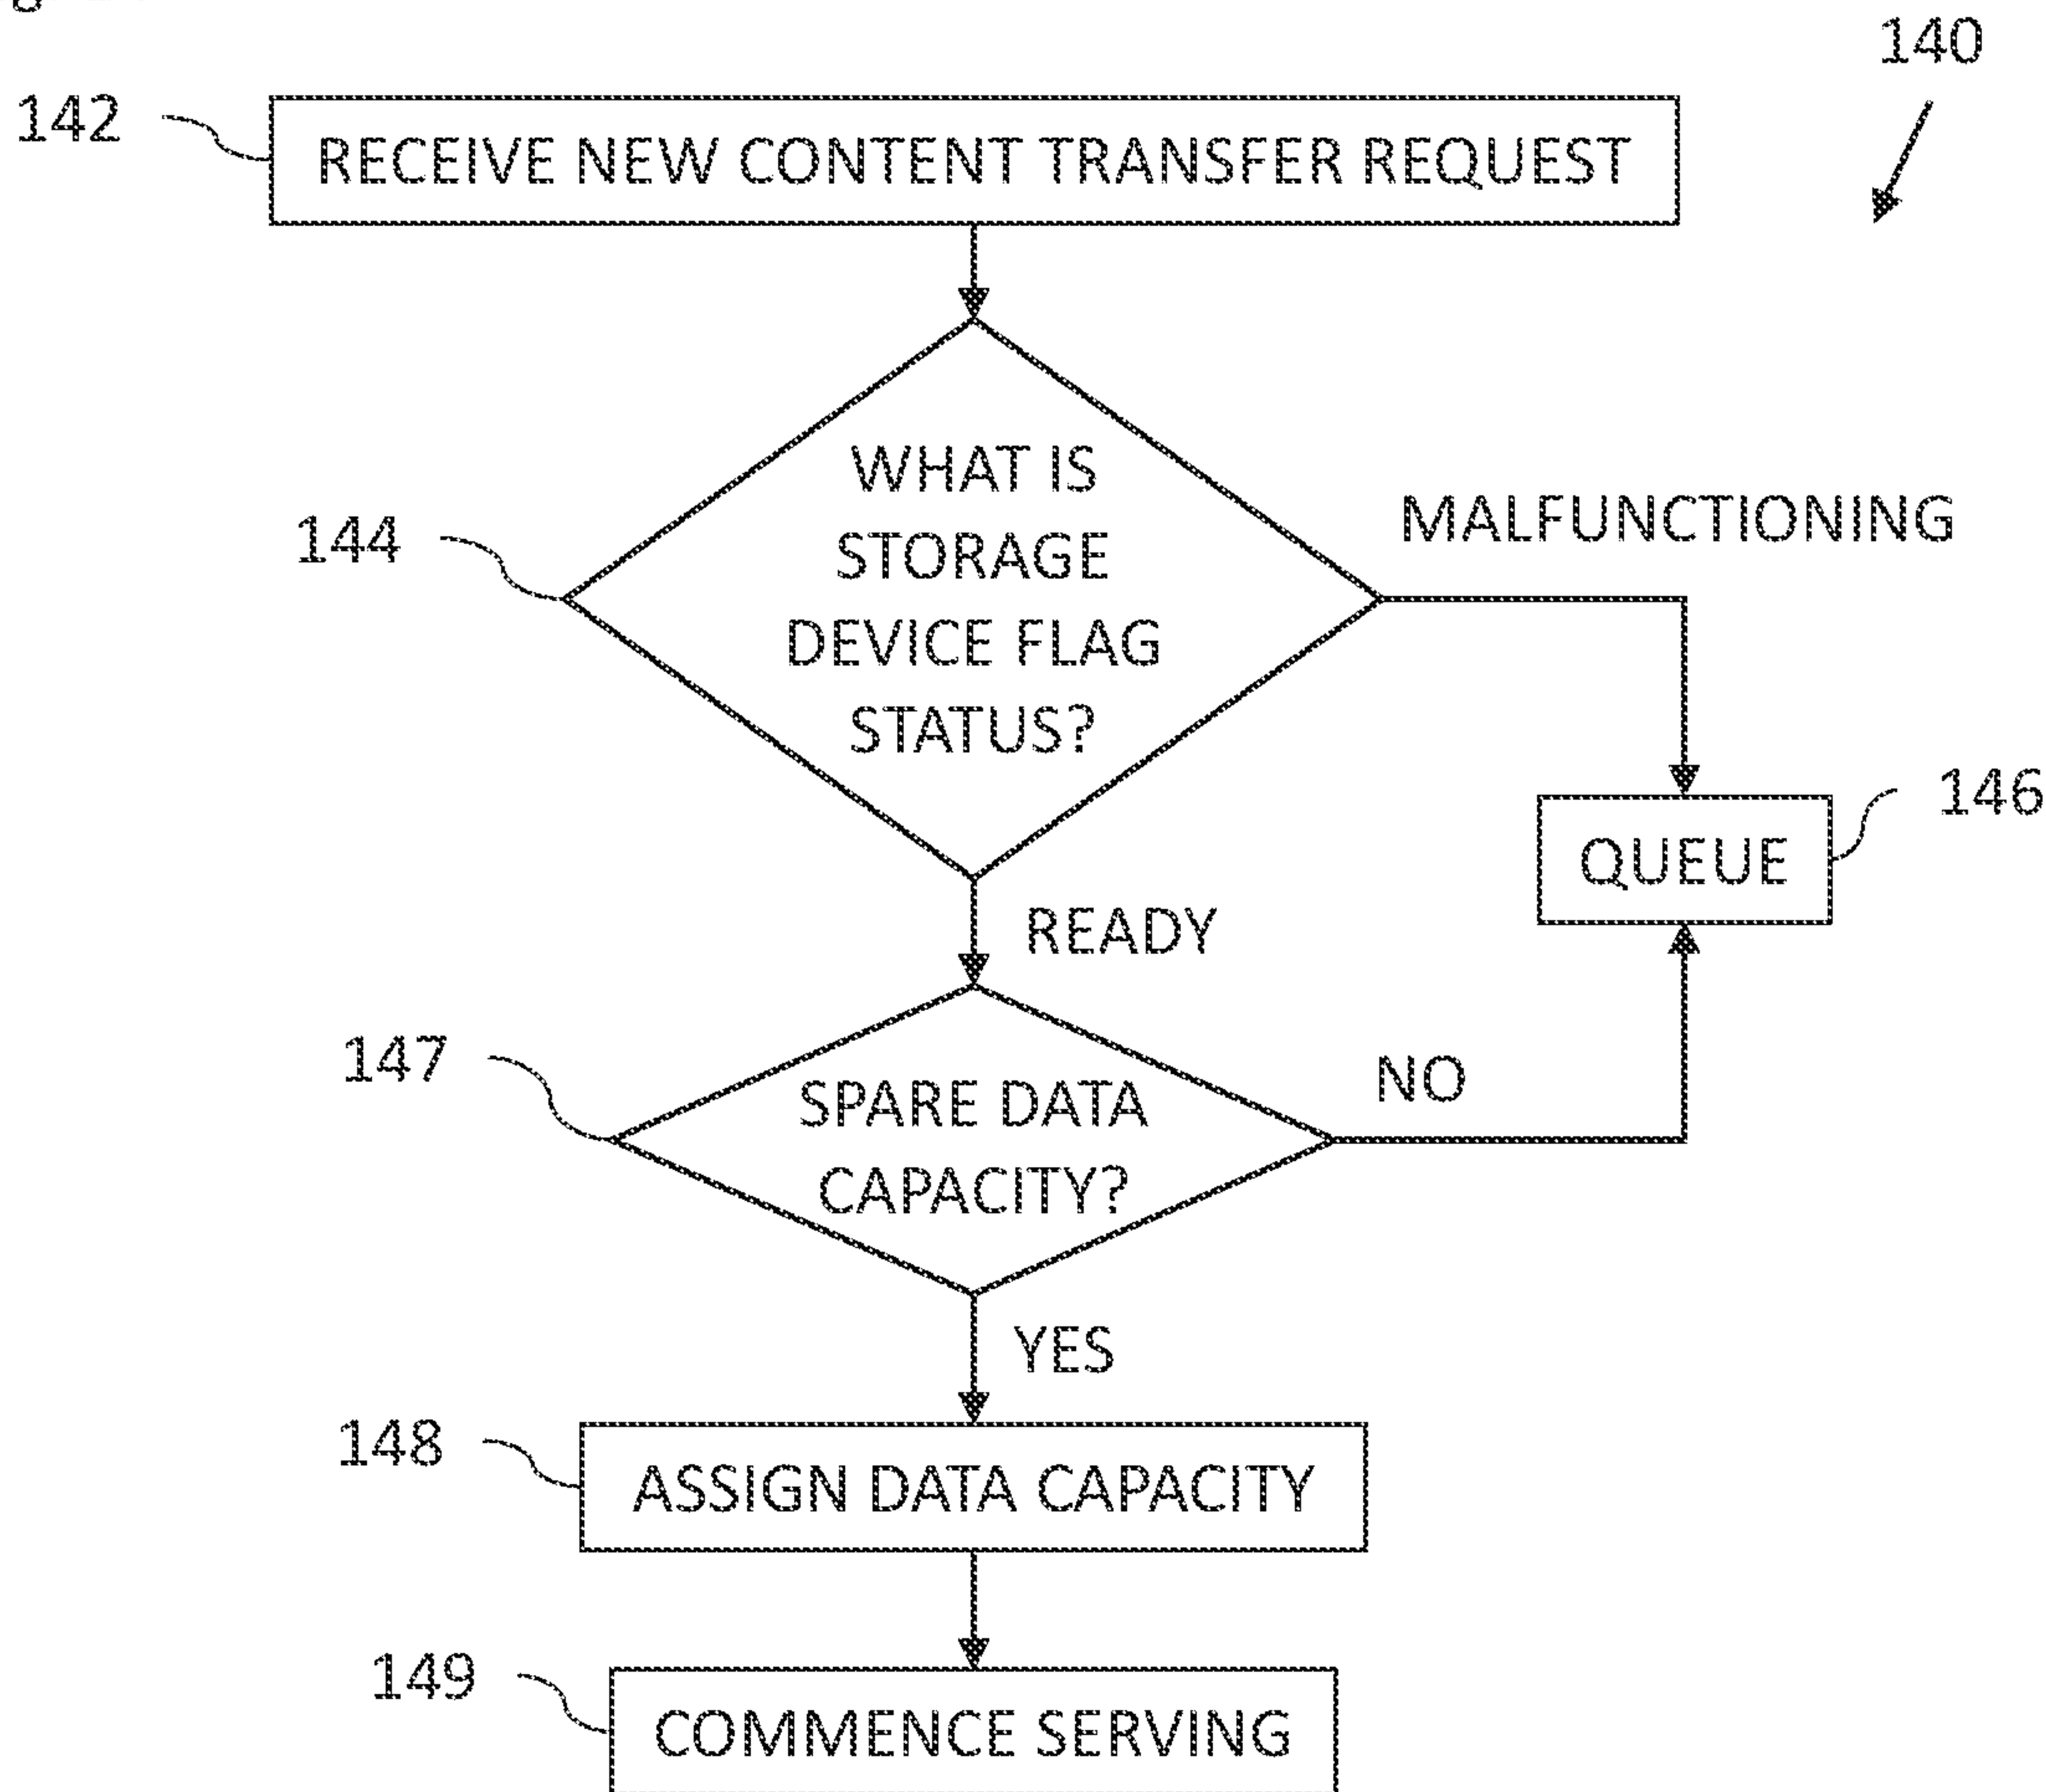 140
142
RECEIVE NEW CONTENT TRANSFER REQUEST
WHAT IS
STORAGE
DEVICE FLAG
STATUS?
144
MALFUNCTIONING
146
QUEUE
READY
147
SPARE DATA
CAPACITY?
NO
YES
148
ASSIGN DATA CAPACITY
149
COMMENCE SERVING